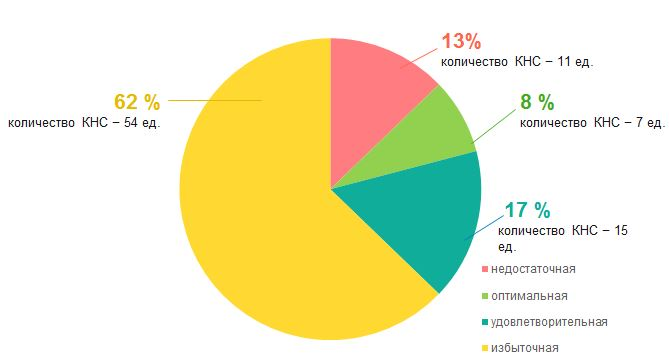 13%
количество КНС – 11 ед.
62 %
количество КНС – 54 ед.
8 %
количество КНС – 7 ед.
17 %
количество КНС – 15
ед.
недостаточная
оптимальная
удовлетворительная
избыточная